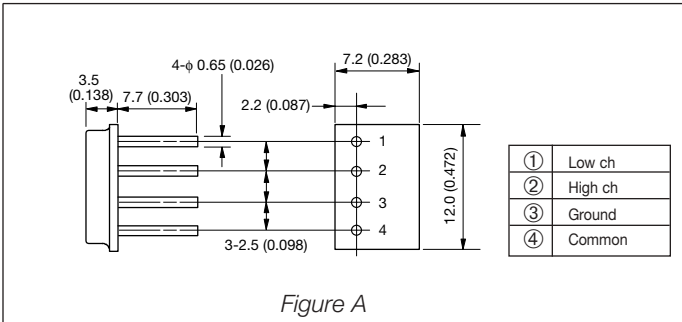 7.2 (0.283)
4-ϕ 0.65 (0.026)
3.5
(0.138)
7.7 (0.303)
2.2 (0.087)
1
2
3
4
12.0 (0.472)
3-2.5 (0.098)
① Low ch
② High ch
③ Ground
④ Common
Figure A